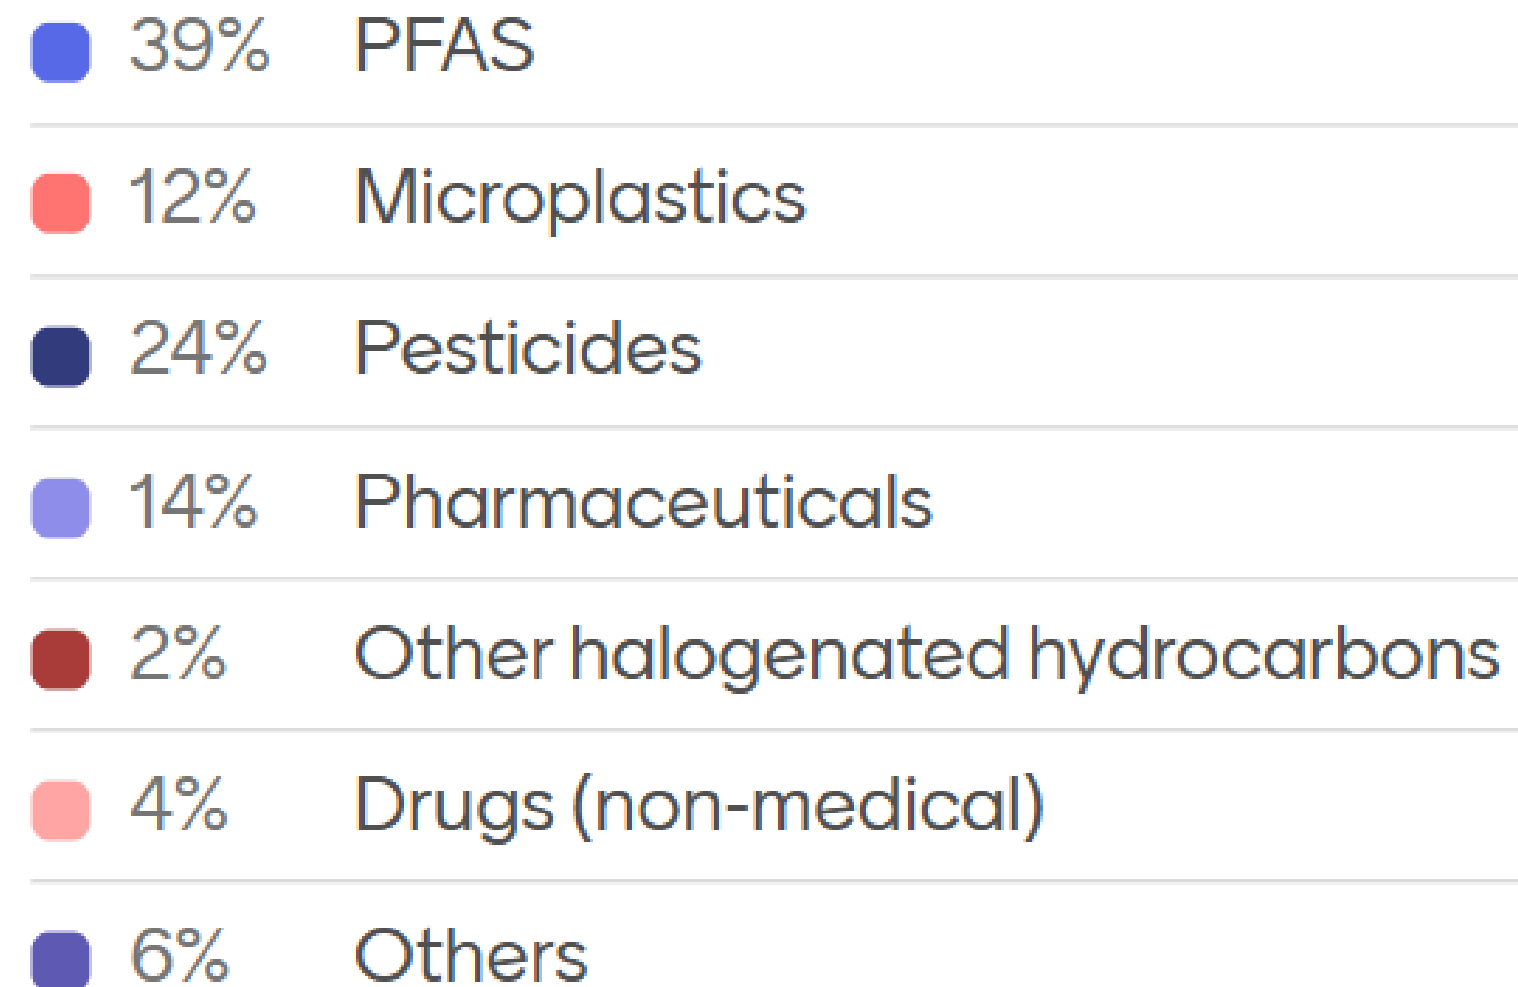 39% PFAS
12% Microplastics
24% Pesticides
14% Pharmaceuticals
2% Other halogenated hydrocarbons
4% Drugs (non-medical)
6% Others